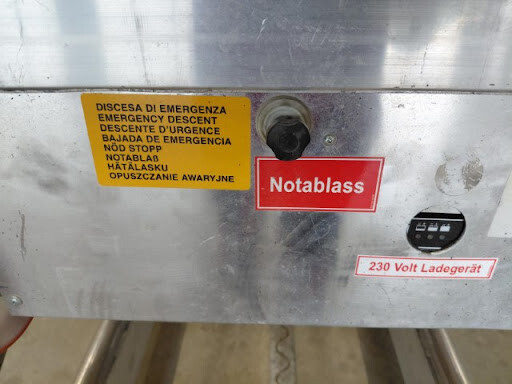 DISCESA DI EMERGENZA
EMERGENCY DESCENT
DESCENTE D'URGENCE
BAJADA DE EMERGENCIA
NÖD STOPP
NOTABLAß
HÄTÄLASKU
OPUSZCZANIE AWARYJNE
Notablass
230 Volt Ladegerät